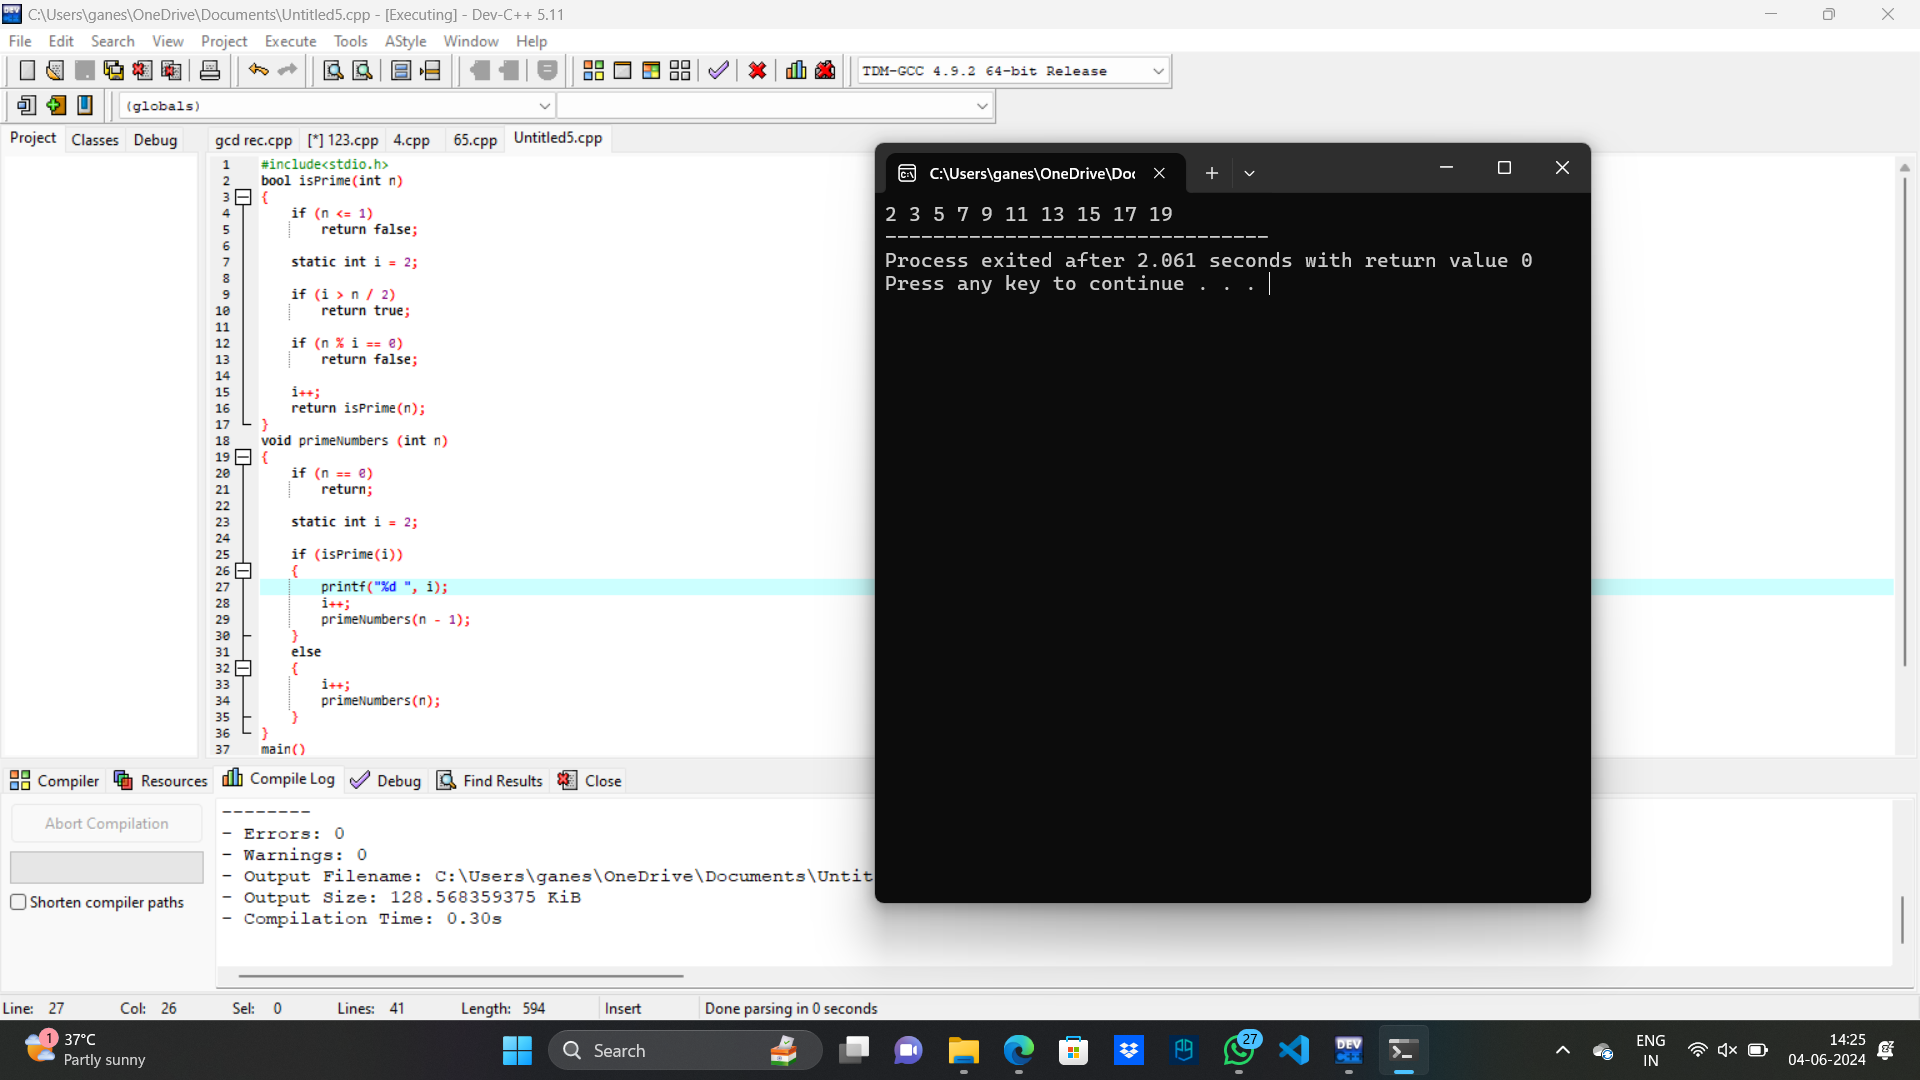 C:\Users\ganes\OneDrive\Documents\Untitled5.cpp - [Executing] - Dev-C++ 5.11
File Edit Search View Project Execute Tools AStyle Window Help
TDM-GCC 4.9.2 64-bit Release
(globals)
Project Classes Debug
gcd rec.cpp [*] 123.cpp 4.cpp 65.cpp Untitled5.cpp
1 #include<stdio.h>
2 bool isPrime(int n)
3 {
4 if (n <= 1)
5 return false;
6
7 static int i = 2;
8
9 if (i > n / 2)
10 return true;
11
12 if (n % i == 0)
13 return false;
14
15 i++;
16 return isPrime(n);
17 }
18 void primeNumbers (int n)
19 {
20 if (n == 0)
21 return;
22
23 static int i = 2;
24
25 if (isPrime(i))
26 {
27 printf("%d ", i);
28 i++;
29 primeNumbers(n - 1);
30 }
31 else
32 {
33 i++;
34 primeNumbers(n);
35 }
36 }
37 main()
C:\Users\ganes\OneDrive\Doc
2 3 5 7 9 11 13 15 17 19
--------------------------------
Process exited after 2.061 seconds with return value 0
Press any key to continue . . .
Compiler Resources Compile Log Debug Find Results Close
Abort Compilation
Shorten compiler paths
--------
- Errors: 0
- Warnings: 0
- Output Filename: C:\Users\ganes\OneDrive\Documents\Untit
- Output Size: 128.568359375 KiB
- Compilation Time: 0.30s
Line: 27 Col: 26 Sel: 0 Lines: 41 Length: 594 Insert Done parsing in 0 seconds
1
37°C
Partly sunny
Search
27
DEV
C++
ENG
IN
14:25
04-06-2024